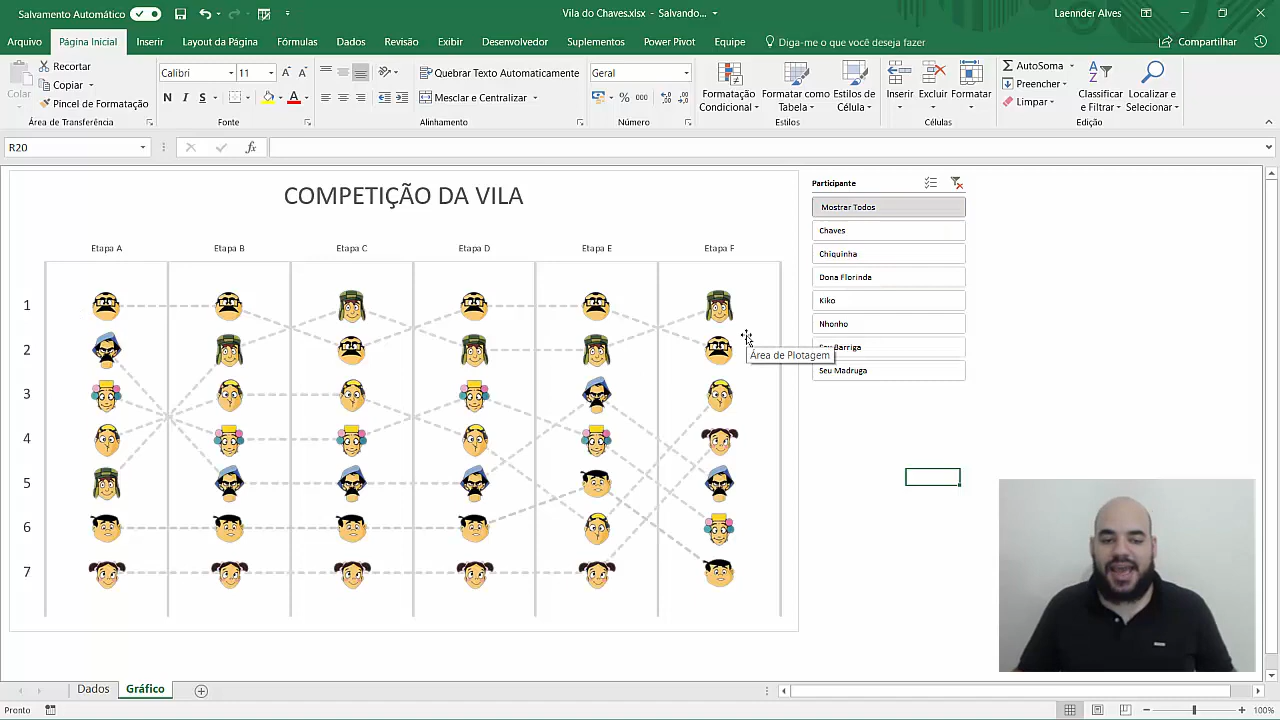 Salvamento Automático
Vila do Chaves.xlsx - Salvando...
Laennder Alves
Arquivo
Página Inicial
Inserir
Layout da Página
Fórmulas
Dados
Revisão
Exibir
Desenvolvedor
Suplementos
Power Pivot
Equipe
Diga-me o que você deseja fazer
Compartilhar
Recortar
Copiar
Pincel de Formatação
Área de Transferência
Calibri
11
N I S
Fonte
Quebrar Texto Automaticamente
Mesclar e Centralizar
Alinhamento
Geral
% 000
Número
Formatação
Condicional
Formatar como
Tabela
Estilos de
Célula
Estilos
Inserir
Excluir
Formatar
Células
AutoSoma
Preencher
Limpar
Classificar
e Filtrar
Localizar e
Selecionar
Edição
R20
fx
COMPETIÇÃO DA VILA
Etapa A
Etapa B
Etapa C
Etapa D
Etapa E
Etapa F
1
2
3
4
5
6
7
Área de Plotagem
Participante
Mostrar Todos
Chaves
Chiquinha
Dona Florinda
Kiko
Nhonho
Barriga
Seu Madruga
Dados
Gráfico
Pronto
100%